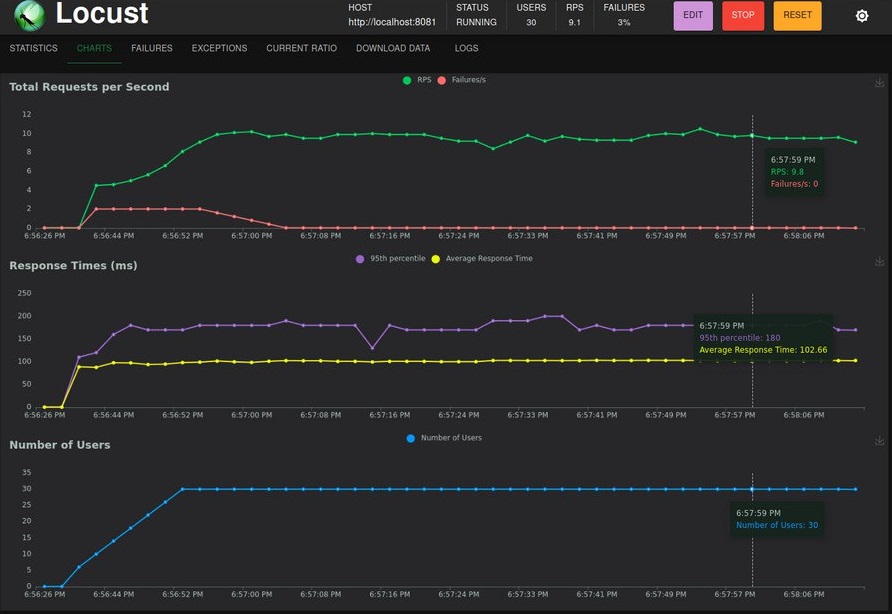 Locust
HOST
http://localhost:8081
STATUS
RUNNING
USERS
30
RPS
9.1
FAILURES
3%
EDIT
STOP
RESET
STATISTICS CHARTS FAILURES EXCEPTIONS CURRENT RATIO DOWNLOAD DATA LOGS
Total Requests per Second
RPS Failures/s
12
10
8
6
4
2
0
6:57:59 PM
RPS: 9.8
Failures/s: 0
6:56:26 PM 6:56:44 PM 6:56:52 PM 6:57:00 PM 6:57:08 PM 6:57:16 PM 6:57:24 PM 6:57:33 PM 6:57:41 PM 6:57:49 PM 6:57:57 PM 6:58:06 PM
Response Times (ms)
95th percentile Average Response Time
250
200
150
100
50
0
6:57:59 PM
95th percentile: 180
Average Response Time: 102.66
6:56:26 PM 6:56:44 PM 6:56:52 PM 6:57:00 PM 6:57:08 PM 6:57:16 PM 6:57:24 PM 6:57:33 PM 6:57:41 PM 6:57:49 PM 6:57:57 PM 6:58:06 PM
Number of Users
Number of Users
35
30
25
20
15
10
5
0
6:57:59 PM
Number of Users: 30
6:56:26 PM 6:56:44 PM 6:56:52 PM 6:57:00 PM 6:57:08 PM 6:57:16 PM 6:57:24 PM 6:57:33 PM 6:57:41 PM 6:57:49 PM 6:57:57 PM 6:58:06 PM